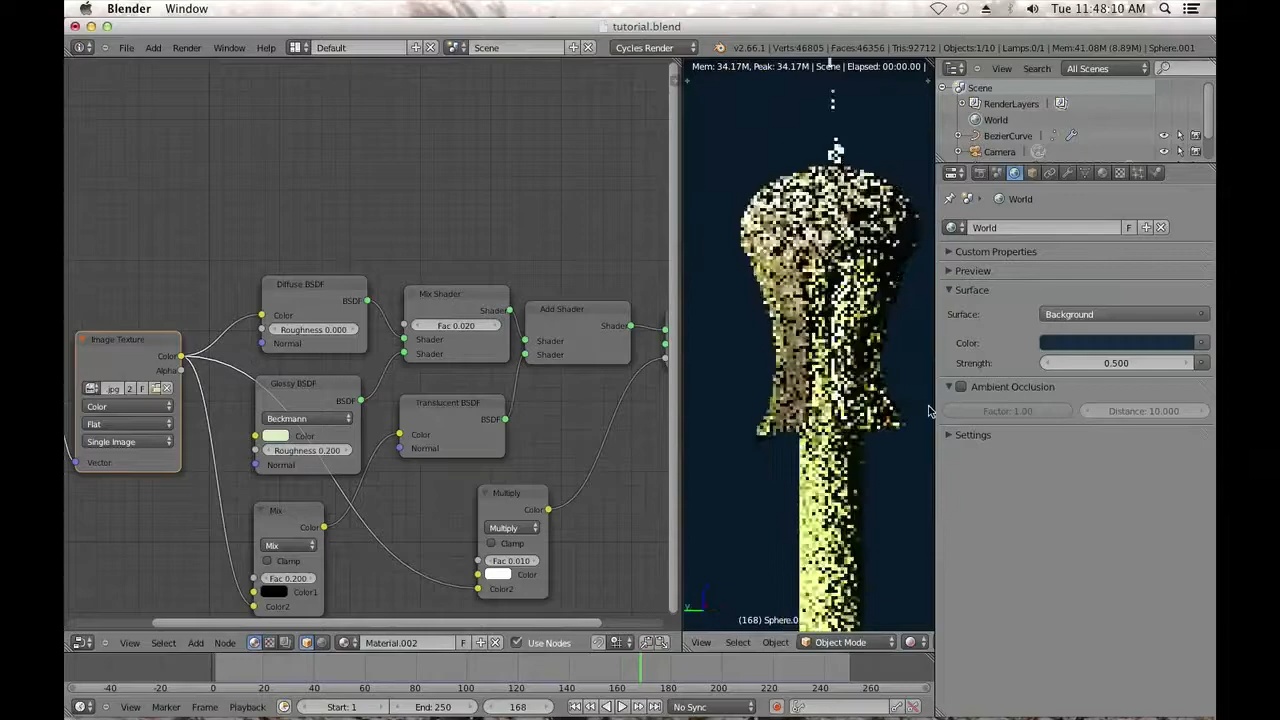 Blender Window
Tue 11:48:10 AM
tutorial.blend
File Add Render Window Help
Default
Scene
Cycles Render
v2.66.1 | Verts:46805 | Faces:46356 | Tris:92712 | Objects:1/10 | Lamps:0/1 | Mem:41.08M (8.89M) | Sphere.001
Mem: 34.17M, Peak: 34.17M | Scene | Elapsed: 00:00.00 |
View Search All Scenes
Scene
RenderLayers
World
BezierCurve
Camera
World
World F
Custom Properties
Preview
Surface
Surface: Background
Color:
Strength: 0.500
Ambient Occlusion
Factor: 1.00 Distance: 10.000
Settings
Image Texture
Color
Alpha
.jpg 2 F
Color
Flat
Single Image
Vector
Diffuse BSDF
BSDF
Color
Roughness 0.000
Normal
Mix Shader
Shader
Fac 0.020
Shader
Shader
Add Shader
Shader
Shader
Shader
Glossy BSDF
BSDF
Beckmann
Color
Roughness 0.200
Normal
Translucent BSDF
BSDF
Color
Normal
Mix
Color
Mix
Clamp
Fac 0.200
Color1
Color2
Multiply
Color
Multiply
Clamp
Fac 0.010
Color
Color2
y
(168) Sphere.0
View Select Add Node
Material.002 F
Use Nodes
View Select Object Object Mode
-40 -20 0 20 40 60 80 100 120 140 160 180 200 220 240 260
View Marker Frame Playback
Start: 1
End: 250
168
No Sync